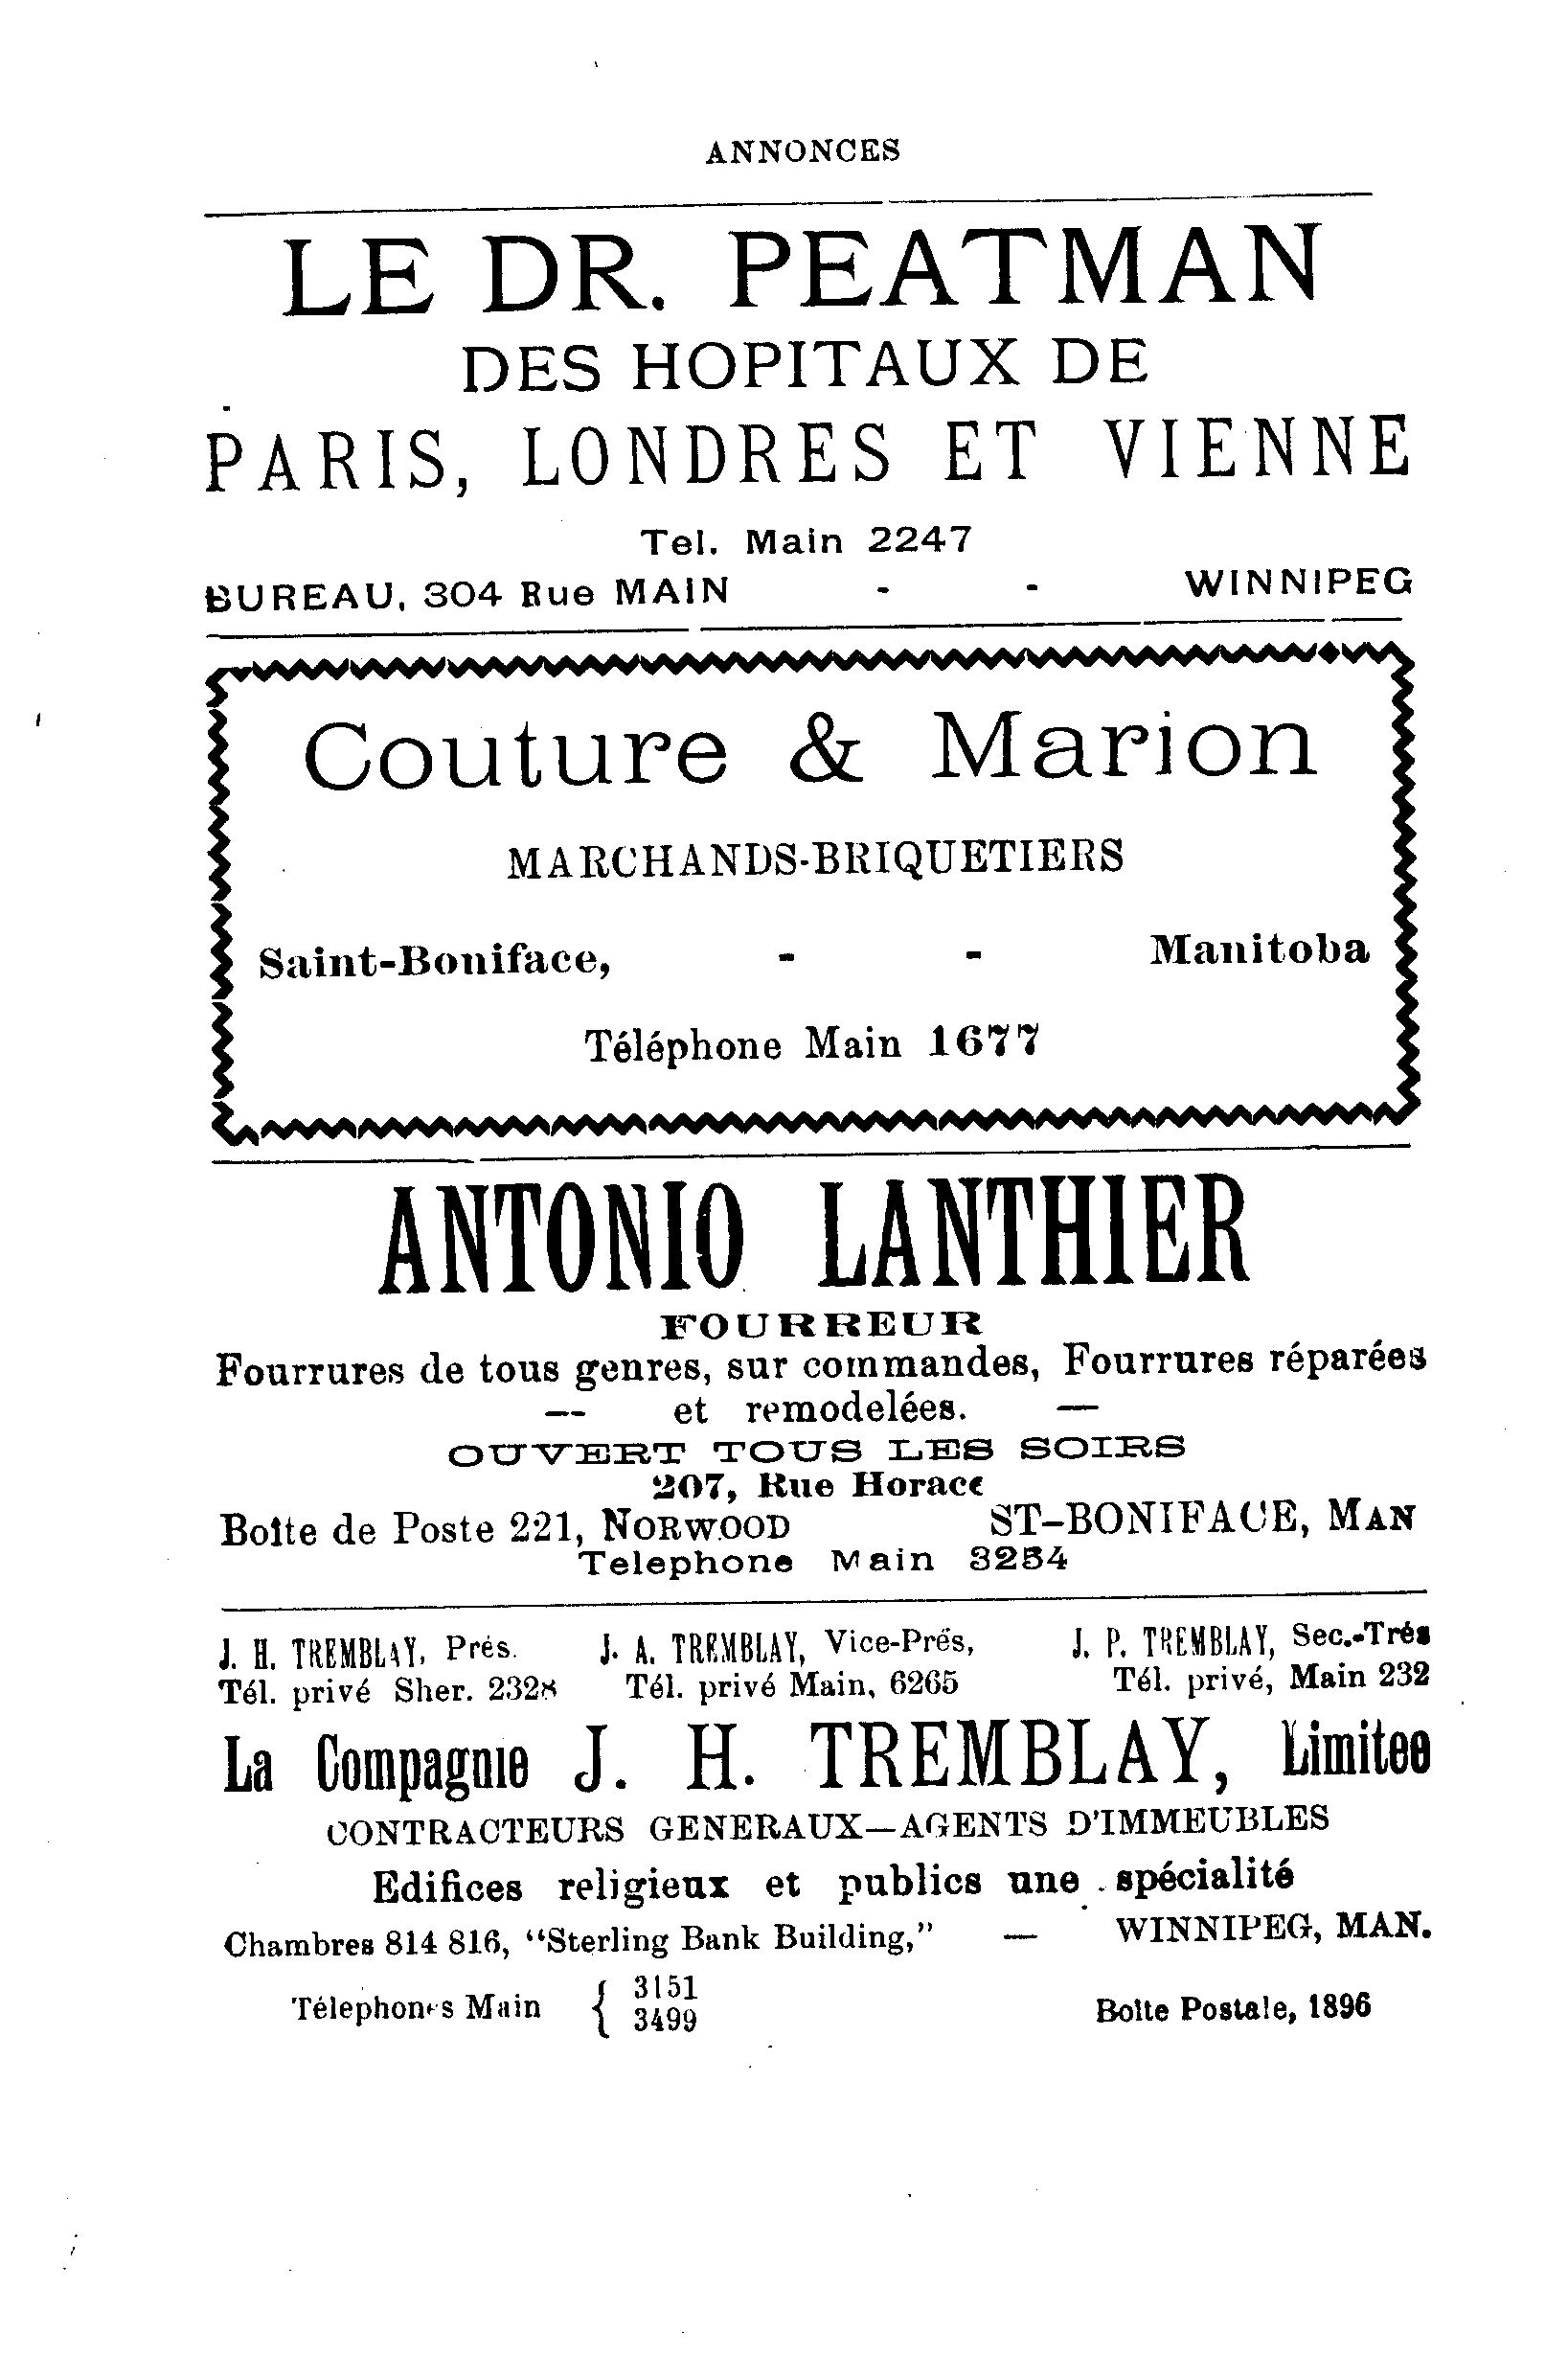 ANNONCES
LE DR. PEATMAN
DES HOPITAUX DE
PARIS, LONDRES ET VIENNE
Tel. Main 2247
BUREAU, 304 Rue MAIN - - WINNIPEG
Couture & Marion
MARCHANDS-BRIQUETIERS
Saint-Boniface, - - Manitoba
Téléphone Main 1677
ANTONIO LANTHIER
FOURREUR
Fourrures de tous genres, sur commandes, Fourrures réparées
— et remodelées. —
OUVERT TOUS LES SOIRS
207, Rue Horace
Boîte de Poste 221, NORWOOD ST-BONIFACE, MAN
Telephone Main 3254
J. H. TREMBLAY, Prés. J. A. TREMBLAY, Vice-Prés, J. P. TREMBLAY, Sec.-Trés
Tél. privé Sher. 2328 Tél. privé Main, 6265 Tél. privé, Main 232
La Compagnie J. H. TREMBLAY, Limitee
CONTRACTEURS GENERAUX—AGENTS D'IMMEUBLES
Edifices religieux et publics une spécialité
Chambres 814 816, "Sterling Bank Building," — WINNIPEG, MAN.
Télephones Main { 3151
3499
Boîte Postale, 1896